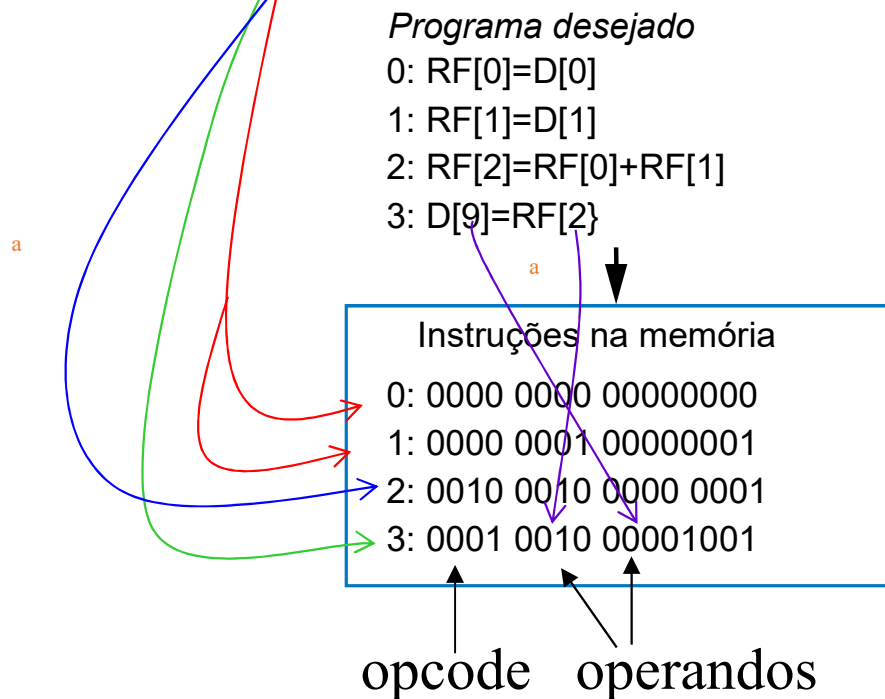 Programa desejado
0: RF[0]=D[0]
1: RF[1]=D[1]
2: RF[2]=RF[0]+RF[1]
3: D[9]=RF[2}
a
a
Instruções na memória
0: 0000 0000 00000000
1: 0000 0001 00000001
2: 0010 0010 0000 0001
3: 0001 0010 00001001
opcode operandos